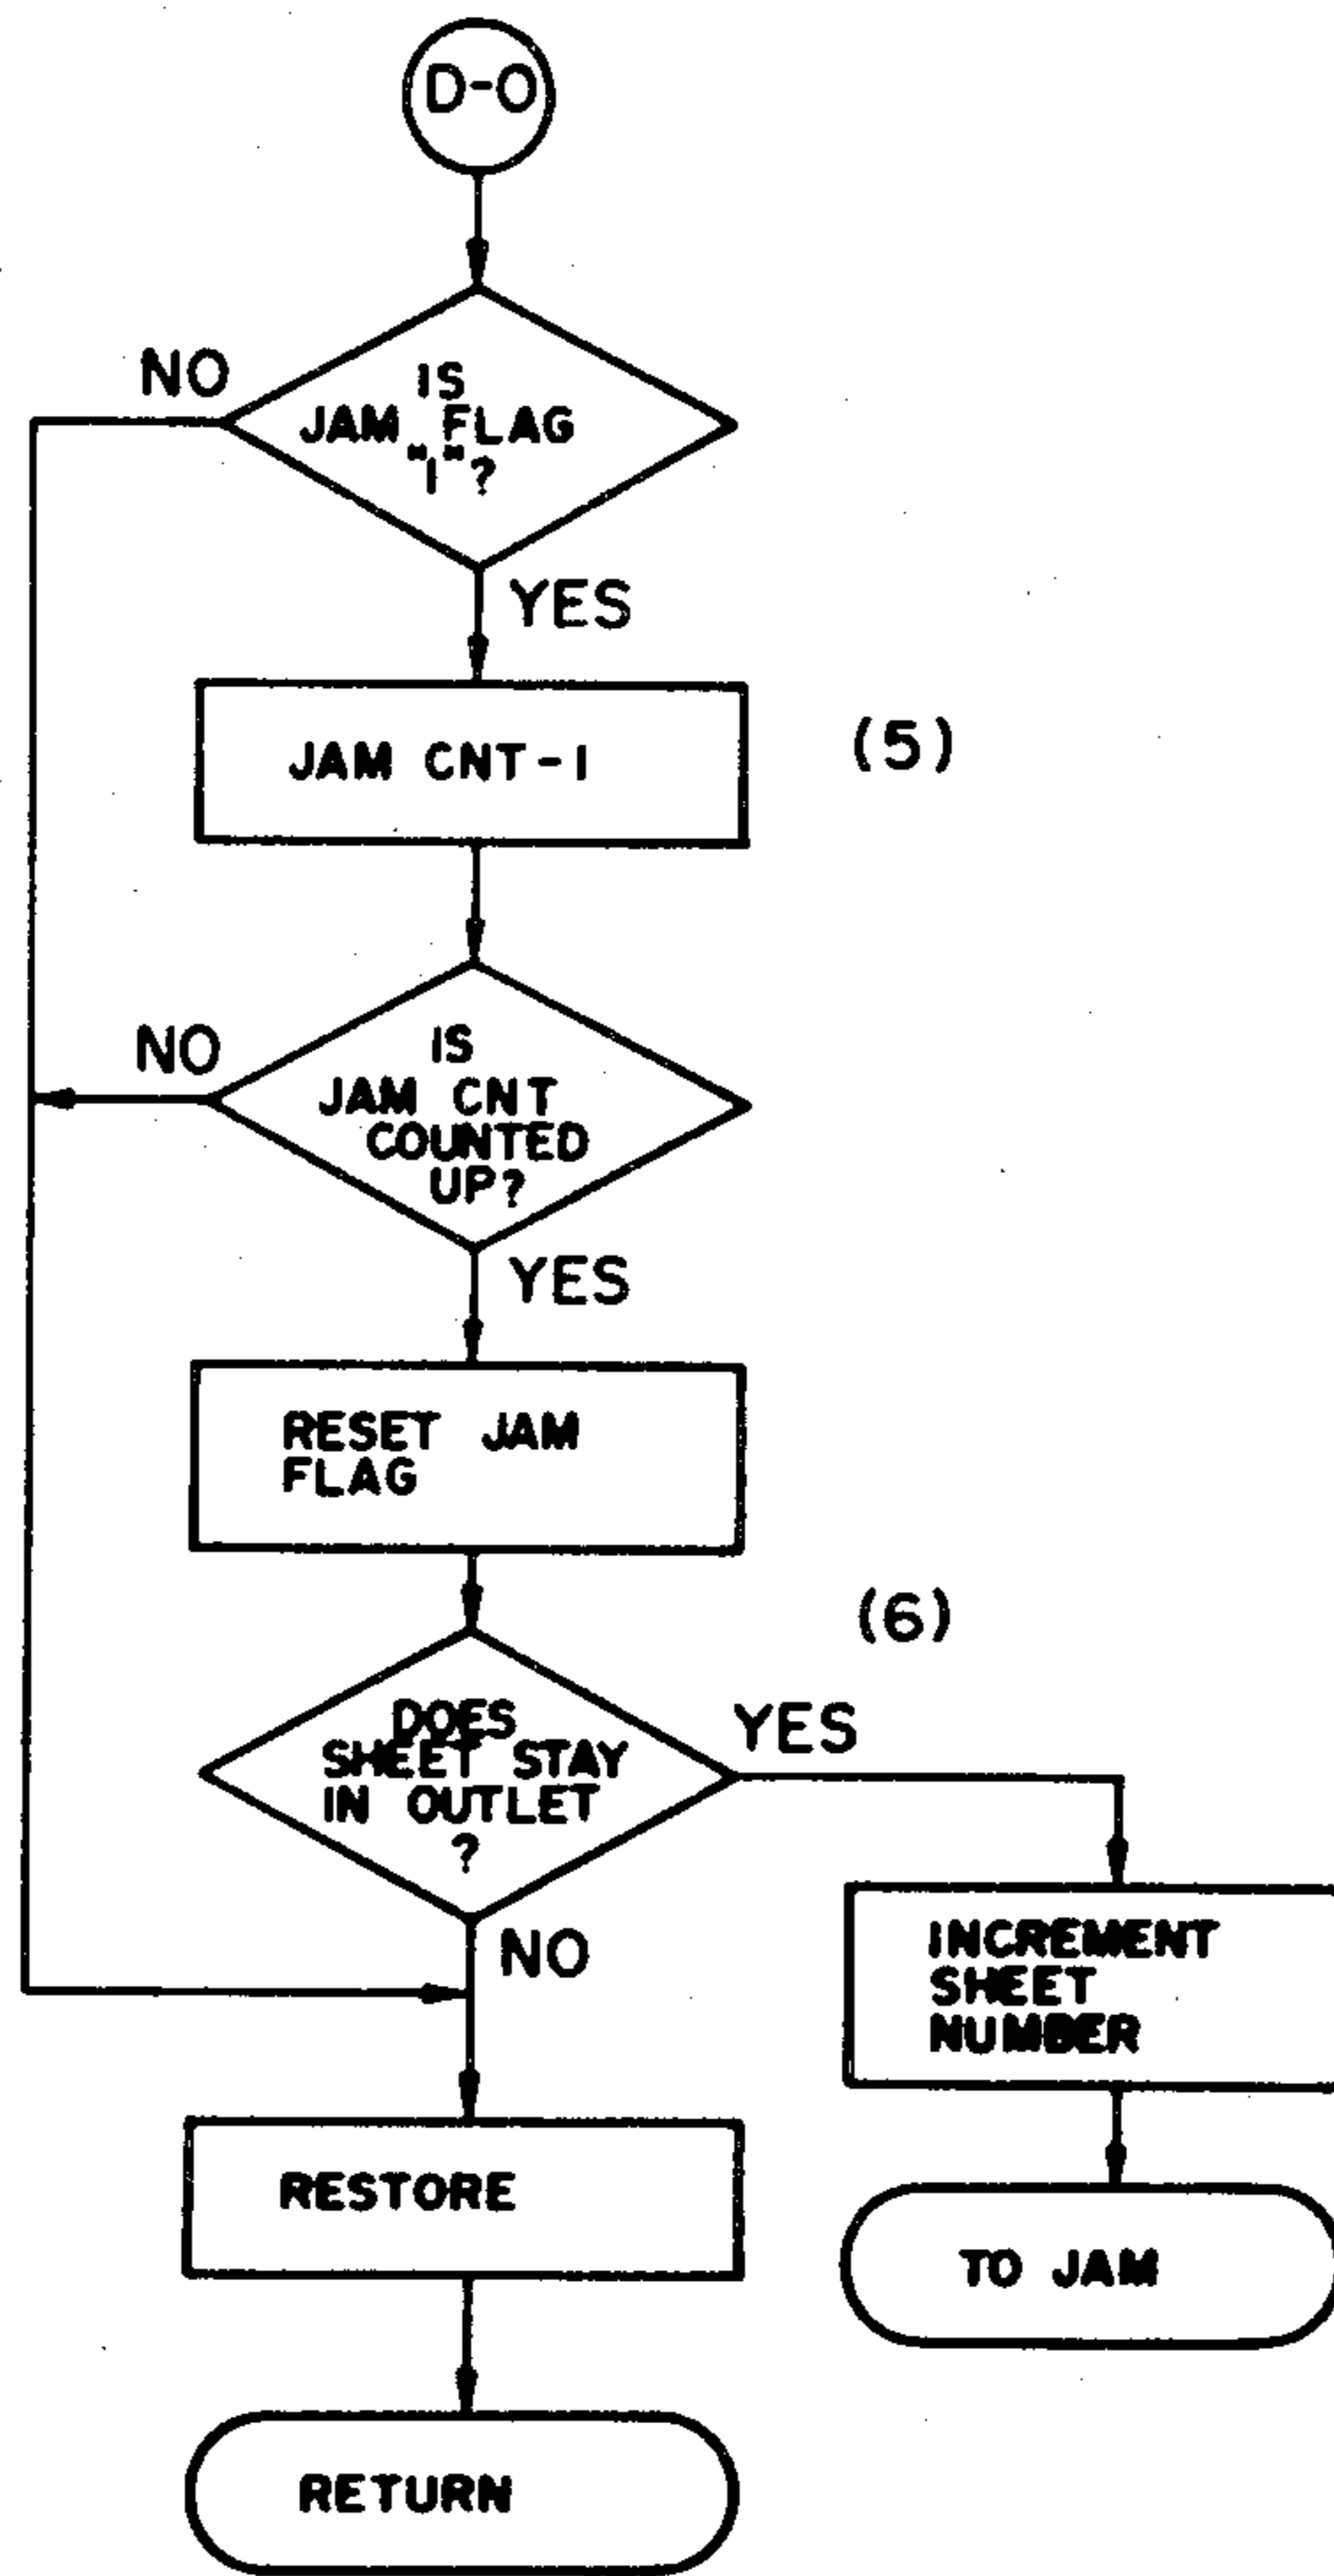 D-O
NO
IS
JAM FLAG
"1"?
YES
JAM CNT-1
(5)
NO
IS
JAM CNT
COUNTED
UP?
YES
RESET JAM
FLAG
(6)
DOES
SHEET STAY
IN OUTLET
?
YES
NO
INCREMENT
SHEET
NUMBER
RESTORE
TO JAM
RETURN